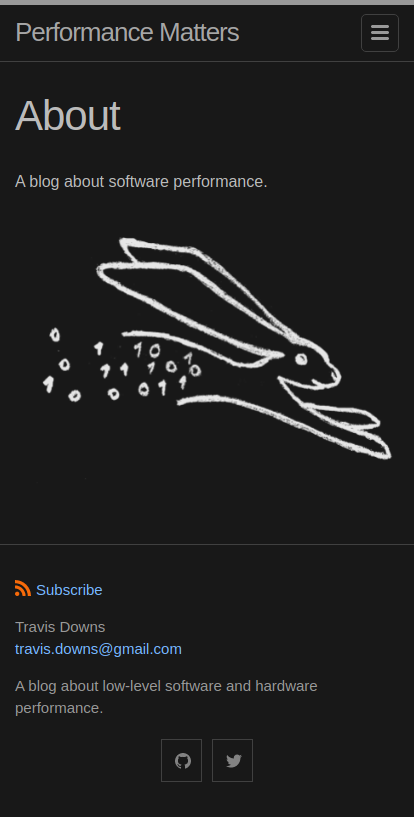 Performance Matters
About
A blog about software performance.
0 1 1 0 1
0 1 1 1 0 0
1 0 0 0 1 1
Subscribe
Travis Downs
travis.downs@gmail.com
A blog about low-level software and hardware
performance.